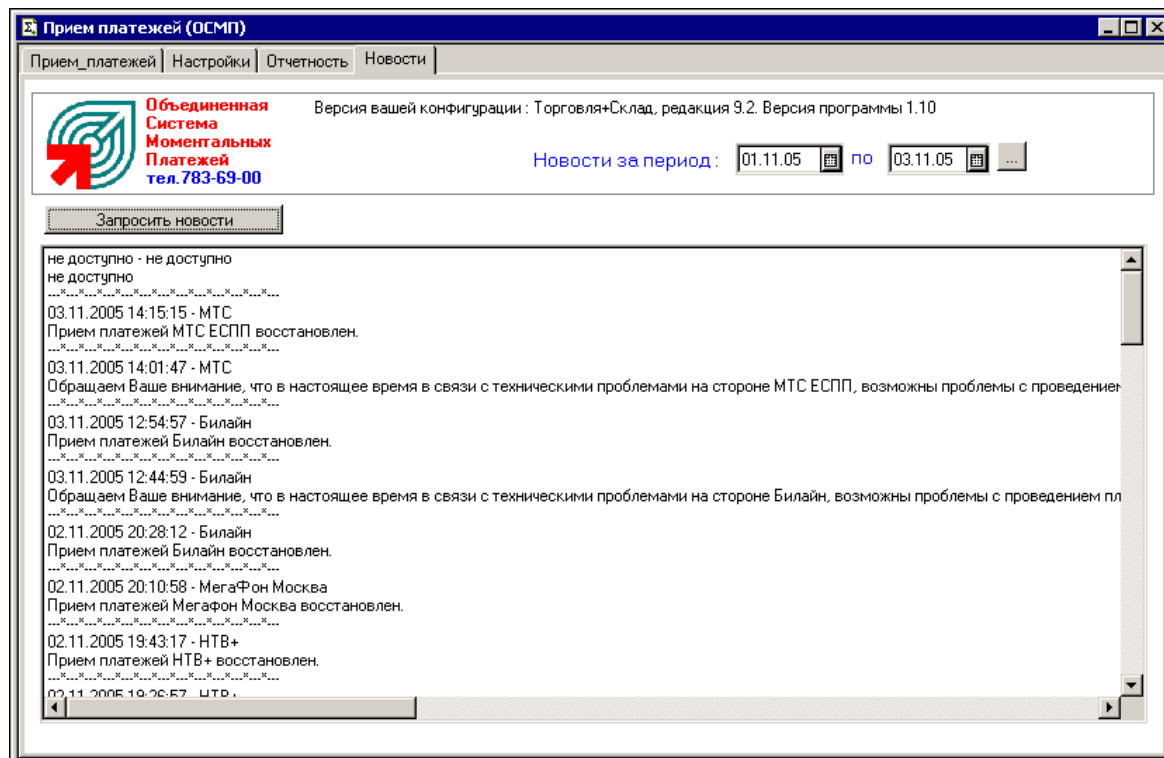 Прием платежей (ОСМП)
Прием_платежей Настройки Отчетность Новости
Объединенная
Система
Моментальных
Платежей
тел.783-69-00
Версия вашей конфигурации : Торговля+Склад, редакция 9.2. Версия программы 1.10
Новости за период : 01.11.05 по 03.11.05 ...
Запросить новости
не доступно - не доступно
не доступно
...×...×...×...×...×...×...×...×...×...×...
03.11.2005 14:15:15 - МТС
Прием платежей МТС ЕСПП восстановлен.
...×...×...×...×...×...×...×...×...×...×...
03.11.2005 14:01:47 - МТС
Обращаем Ваше внимание, что в настоящее время в связи с техническими проблемами на стороне МТС ЕСПП, возможны проблемы с проведением
...×...×...×...×...×...×...×...×...×...×...
03.11.2005 12:54:57 - Билайн
Прием платежей Билайн восстановлен.
...×...×...×...×...×...×...×...×...×...×...
03.11.2005 12:44:59 - Билайн
Обращаем Ваше внимание, что в настоящее время в связи с техническими проблемами на стороне Билайн, возможны проблемы с проведением пл
...×...×...×...×...×...×...×...×...×...×...
02.11.2005 20:28:12 - Билайн
Прием платежей Билайн восстановлен.
...×...×...×...×...×...×...×...×...×...×...
02.11.2005 20:10:58 - МегаФон Москва
Прием платежей Мегафон Москва восстановлен.
...×...×...×...×...×...×...×...×...×...×...
02.11.2005 19:43:17 - НТВ+
Прием платежей НТВ+ восстановлен.
...×...×...×...×...×...×...×...×...×...×...
02.11.2005 19:26:57 - НТВ+